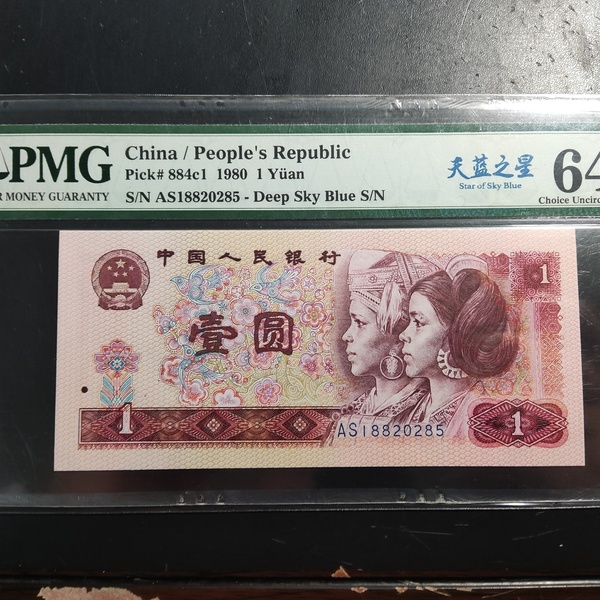 PMG
R MONEY GUARANTY
China / People's Republic
Pick# 884c1 1980 1 Yüan
S/N AS18820285 - Deep Sky Blue S/N
天蓝之星
Star of Sky Blue
64
Choice Uncirc
中国人民银行
1
壹圆
1
AS18820285
1